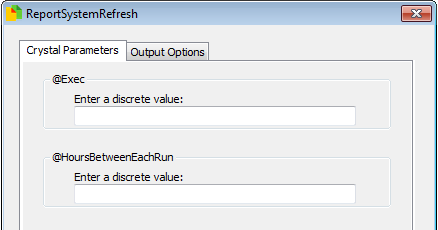 ReportSystemRefresh
Crystal Parameters Output Options
@Exec
Enter a discrete value:
@HoursBetweenEachRun
Enter a discrete value: